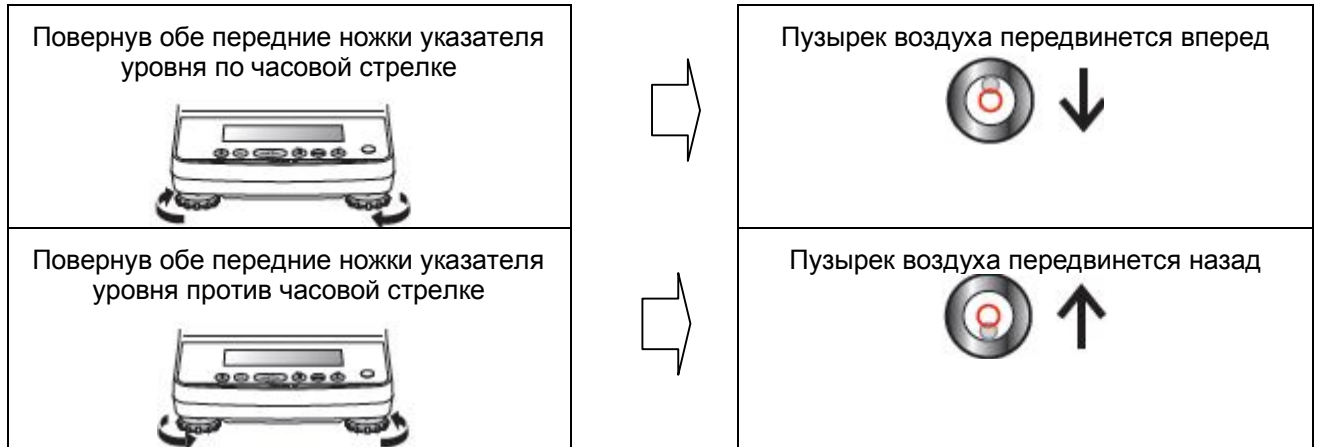 Повернув обе передние ножки указателя
уровня по часовой стрелке
Пузырек воздуха передвинется вперед
Повернув обе передние ножки указателя
уровня против часовой стрелке
Пузырек воздуха передвинется назад